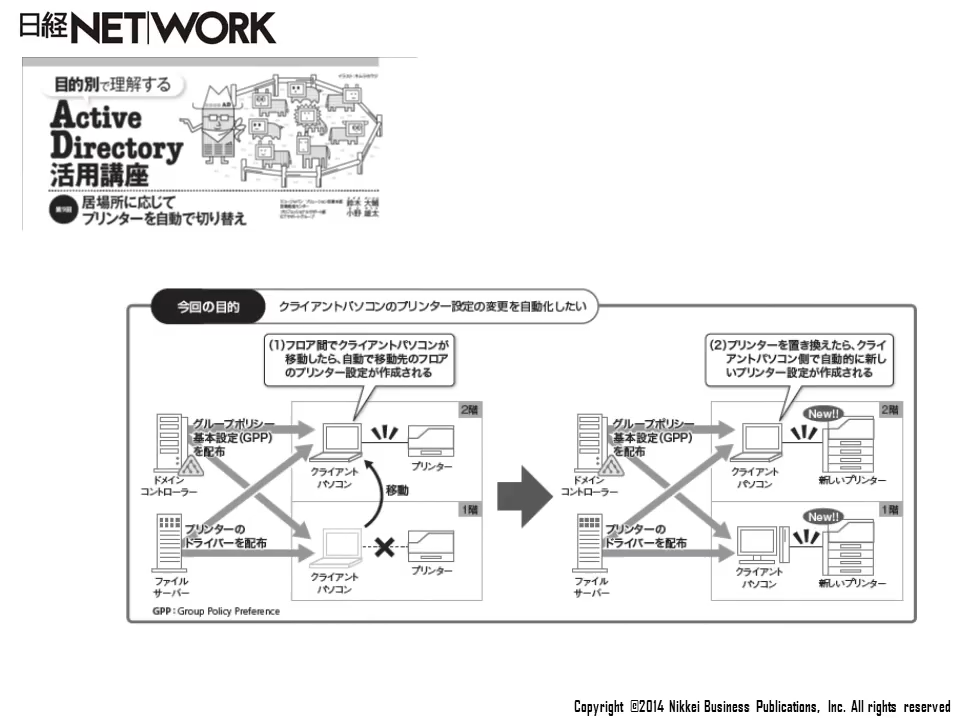 日経NETWORK
目的別で理解する
Active
Directory
活用講座
第9回
居場所に応じて
プリンターを自動で切り替え
鈴木 大輔
小野 雄太
今回の目的
クライアントパソコンのプリンター設定の変更を自動化したい
(1)フロア間でクライアントパソコンが
移動したら、自動で移動先のフロア
のプリンター設定が作成される
2階
グループポリシー
基本設定(GPP)
を配布
ドメイン
コントローラー
クライアント
パソコン
プリンター
移動
1階
プリンターの
ドライバーを配布
クライアント
パソコン
プリンター
ファイル
サーバー
GPP:Group Policy Preference
(2)プリンターを置き換えたら、クライ
アントパソコン側で自動的に新し
いプリンター設定が作成される
New!!
2階
グループポリシー
基本設定(GPP)
を配布
ドメイン
コントローラー
クライアント
パソコン
新しいプリンター
New!!
1階
プリンターの
ドライバーを配布
クライアント
パソコン
新しいプリンター
ファイル
サーバー
Copyright ©2014 Nikkei Business Publications, Inc. All rights reserved